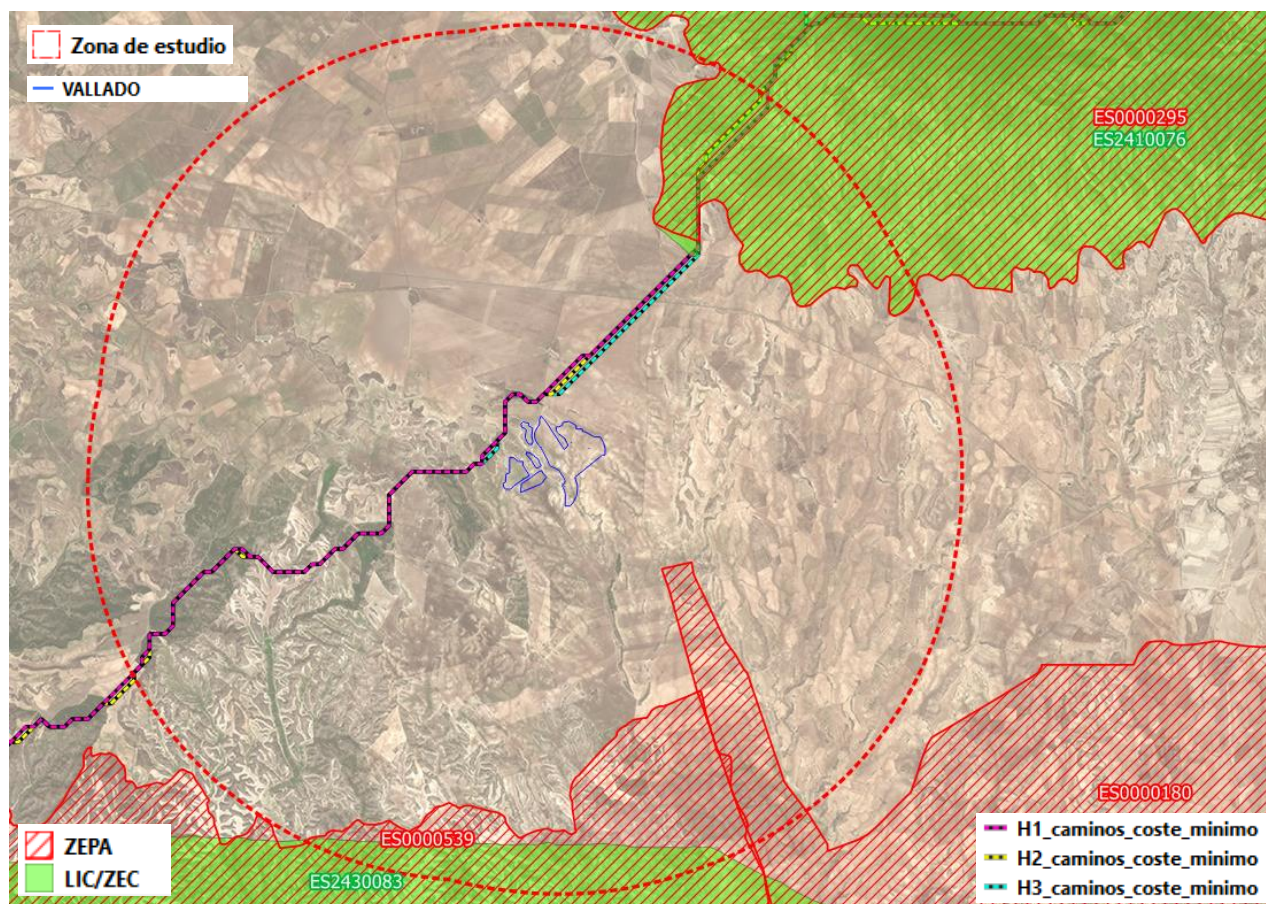 Zona de estudio
VALLADO
ES0000295
ES2410076
ES0000180
ES0000539
ES2430083
ZEPA
LIC/ZEC
H1_caminos_coste_minimo
H2_caminos_coste_minimo
H3_caminos_coste_minimo